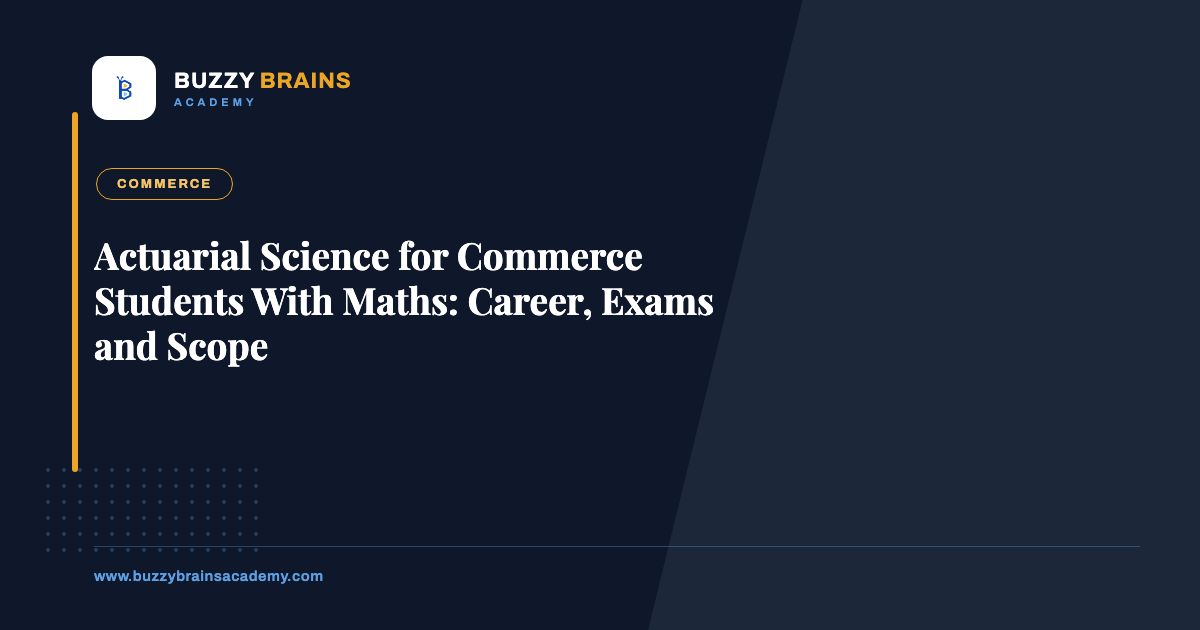 BUZZY BRAINS
ACADEMY
COMMERCE
Actuarial Science for Commerce
Students With Maths: Career, Exams
and Scope
www.buzzybrainsacademy.com